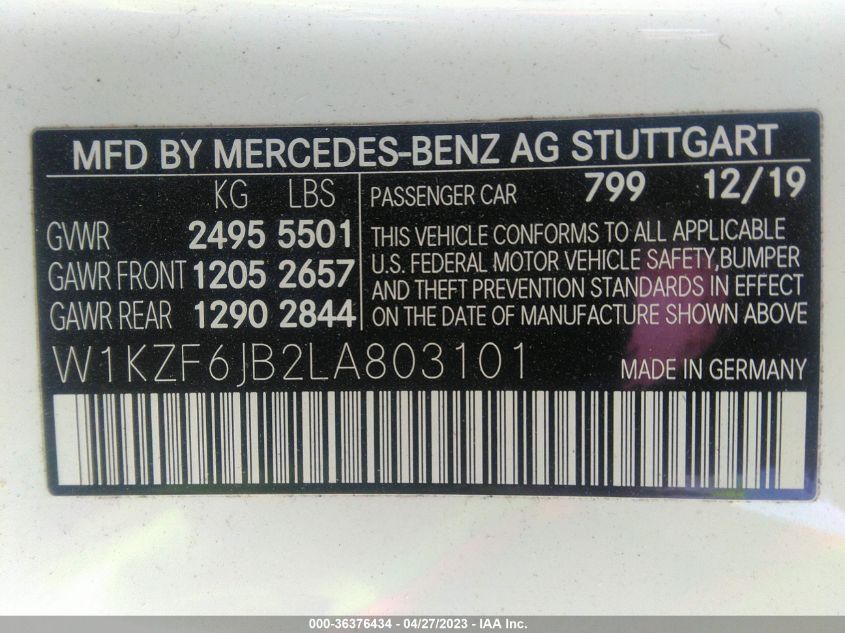 MFD BY MERCEDES-BENZ AG STUTTGART
KG LBS
GVWR 2495 5501
GAWR FRONT 1205 2657
GAWR REAR 1290 2844
PASSENGER CAR 799 12/19
THIS VEHICLE CONFORMS TO ALL APPLICABLE
U.S. FEDERAL MOTOR VEHICLE SAFETY,BUMPER
AND THEFT PREVENTION STANDARDS IN EFFECT
ON THE DATE OF MANUFACTURE SHOWN ABOVE
W1KZF6JB2LA803101
MADE IN GERMANY
000-36376434 - 04/27/2023 - IAA Inc.